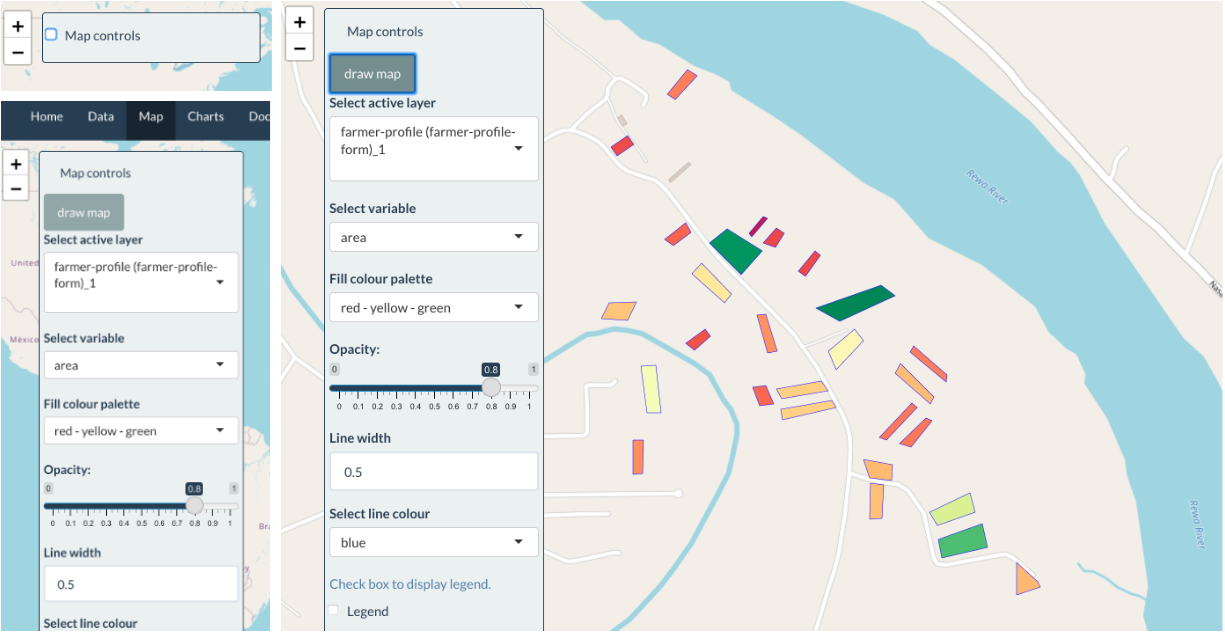 +
−
Map controls
Home Data Map Charts Doc
+
−
Map controls
draw map
Select active layer
farmer-profile (farmer-profile-
form)_1
United
México
Select variable
area
Fill colour palette
red - yellow - green
Opacity:
0 0.8 1
0 0.1 0.2 0.3 0.4 0.5 0.6 0.7 0.8 0.9 1
Bra
Line width
0.5
Select line colour
+
−
Map controls
draw map
Select active layer
farmer-profile (farmer-profile-
form)_1
Select variable
area
Fill colour palette
red - yellow - green
Opacity:
0 0.8 1
0 0.1 0.2 0.3 0.4 0.5 0.6 0.7 0.8 0.9 1
Line width
0.5
Select line colour
blue
Check box to display legend.
Legend
Rewa River
Rewa River